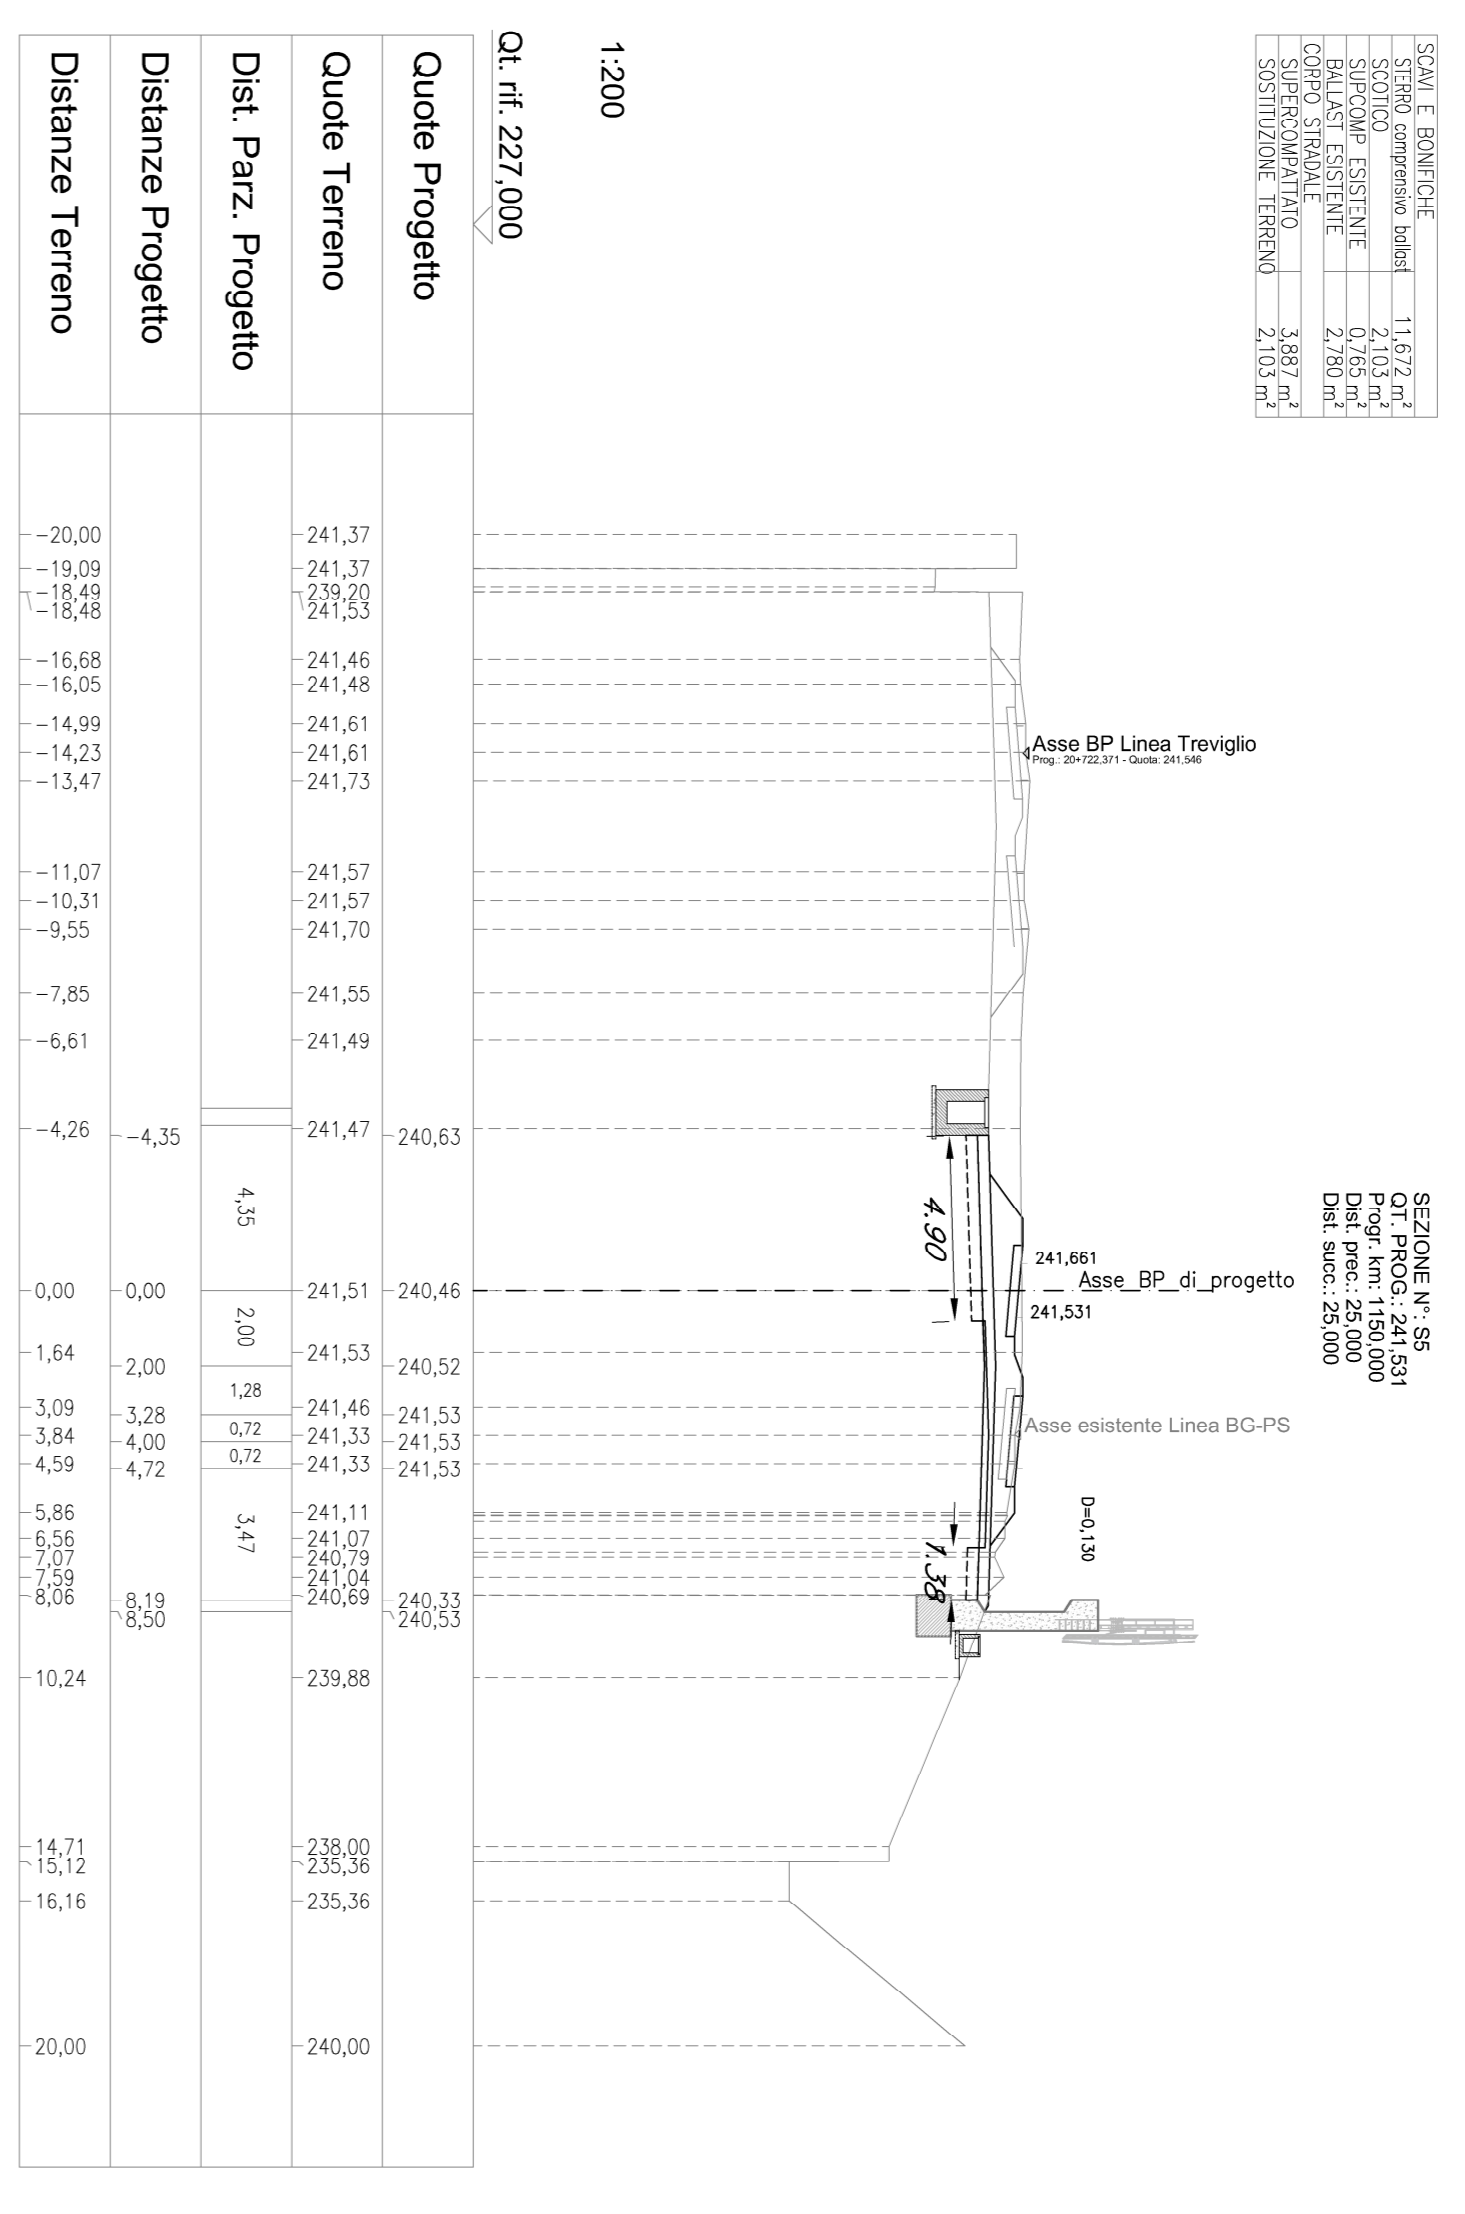 SCAVI E BONIFICHE
STERRO comprensivo ballast 11,672 m²
SCOTICO 2,103 m²
SUPCOMP ESISTENTE 0,765 m²
BALLAST ESISTENTE 2,780 m²
CORPO STRADALE
SUPERCOMPATTATO 3,887 m²
SOSTITUZIONE TERRENO 2,103 m²
SEZIONE N°: S5
QT. PROG.: 241,531
Progr. km: 1150,000
Dist. prec.: 25,000
Dist. succ.: 25,000
Asse BP Linea Treviglio
Prog.: 20+722,371 - Quota: 241,546
241,661
Asse BP di progetto
241,531
Asse esistente Linea BG-PS
D=0,130
4.90
1.38
1:200
Qt. rif. 227,000
Quote Progetto 240,63 240,46 240,52 241,53 241,53 241,53 240,33 240,53
Quote Terreno 241,37 241,37 239,20 241,53 241,46 241,48 241,61 241,61 241,73 241,57 241,57 241,70 241,55 241,49 241,47 241,51 241,53 241,46 241,33 241,33 241,11 241,07 240,79 241,04 240,69 239,88 238,00 235,36 235,36 240,00
Dist. Parz. Progetto 4,35 2,00 1,28 0,72 0,72 3,47
Distanze Progetto -4,35 0,00 2,00 3,28 4,00 4,72 8,19 8,50
Distanze Terreno -20,00 -19,09 -18,49 -18,48 -16,68 -16,05 -14,99 -14,23 -13,47 -11,07 -10,31 -9,55 -7,85 -6,61 -4,26 0,00 1,64 3,09 3,84 4,59 5,86 6,56 7,07 7,59 8,06 10,24 14,71 15,12 16,16 20,00